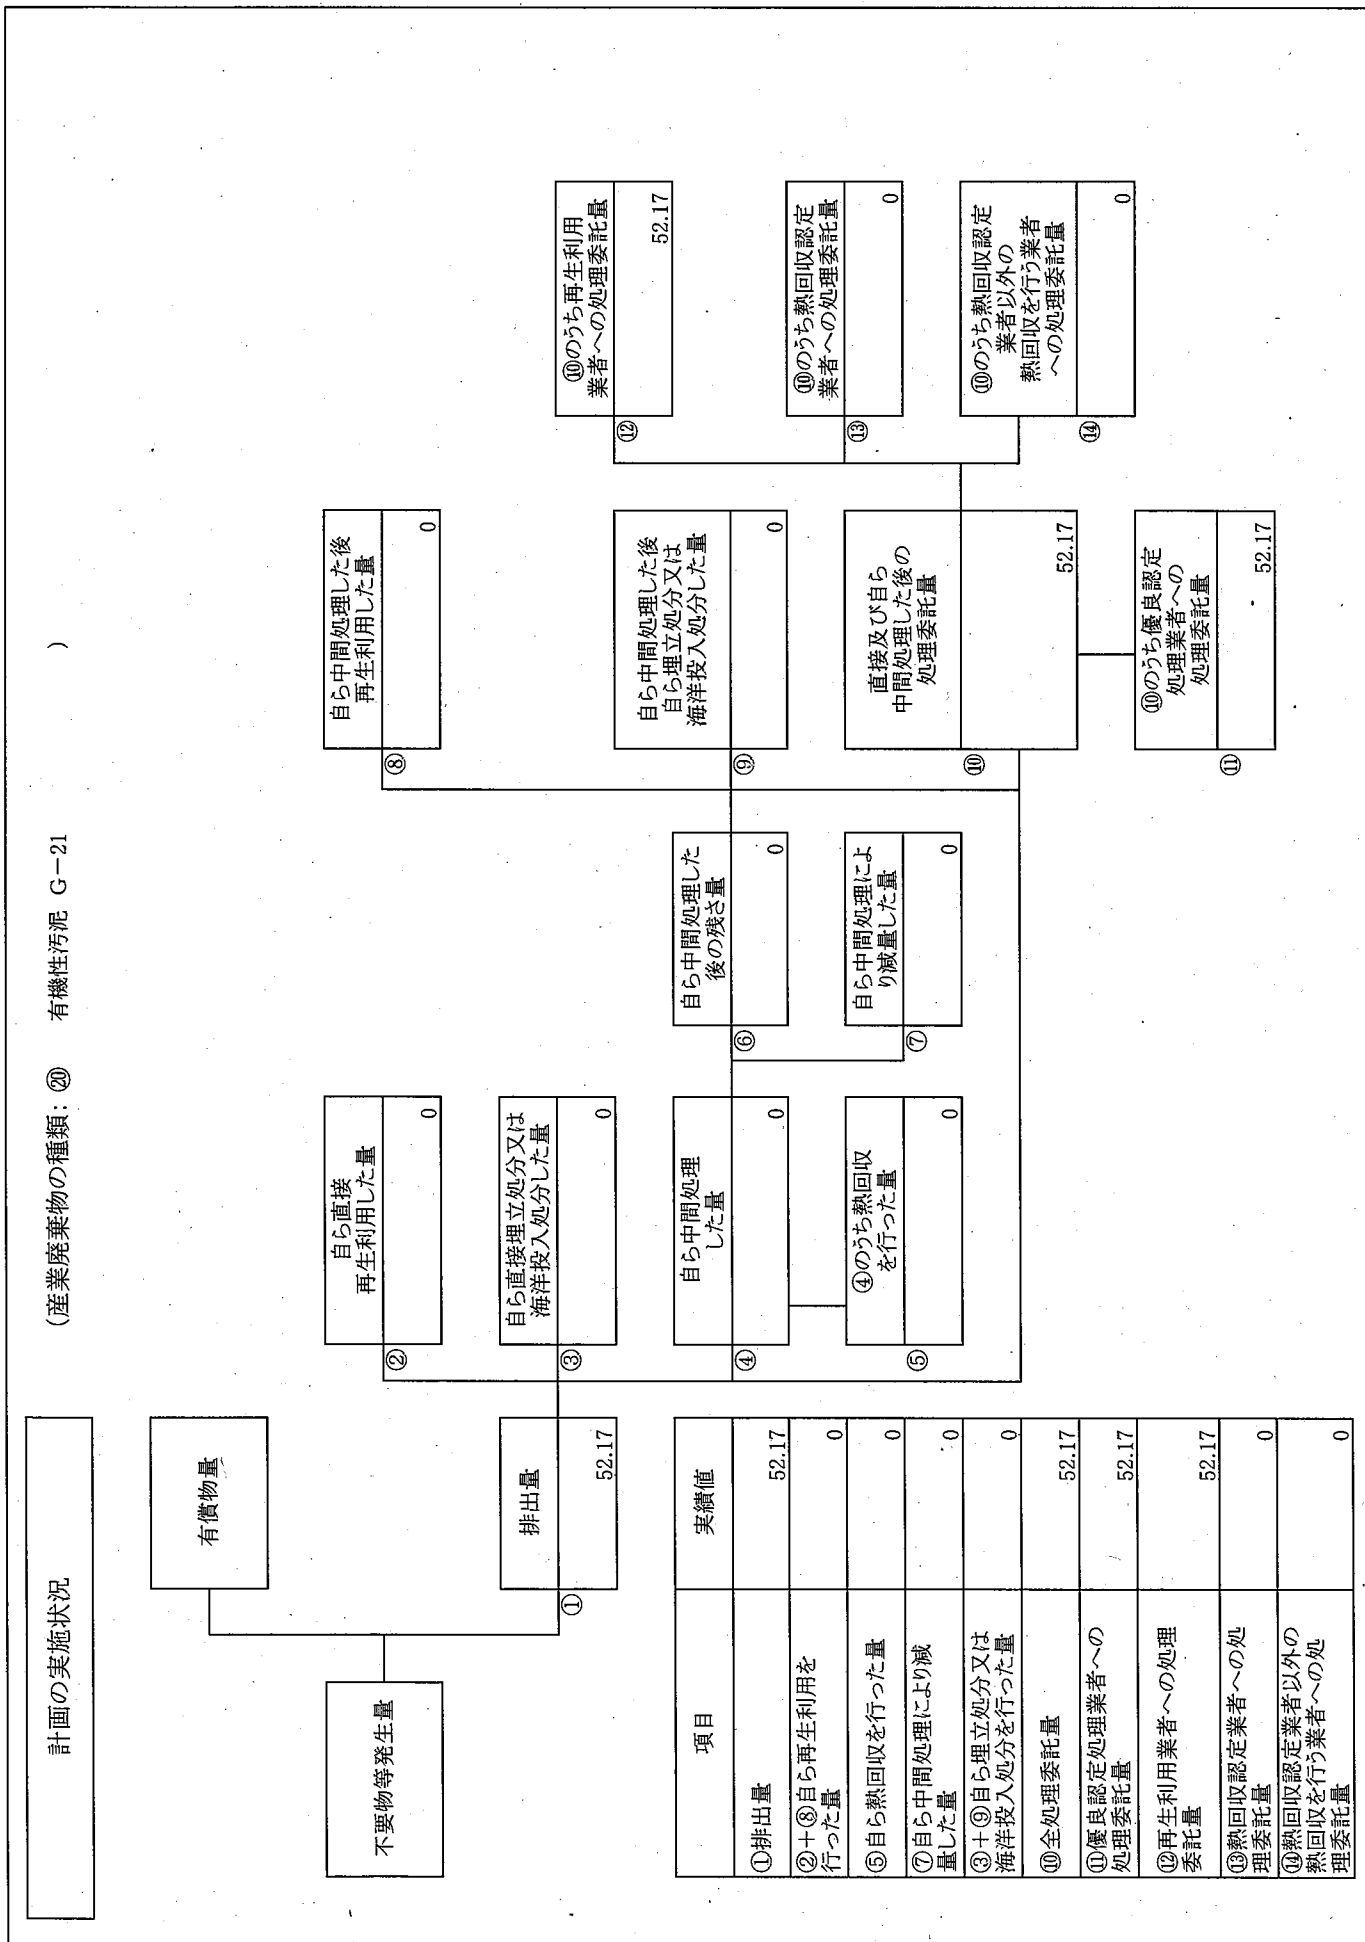 計画の実施状況
(産業廃棄物の種類: ⑳ 有機性汚泥 G-21 )
不要物等発生量
有償物量
①
排出量
52.17
②
自ら直接
再生利用した量
0
③
自ら直接埋立処分又は
海洋投入処分した量
0
④
自ら中間処理
した量
0
⑤
④のうち熱回収
を行った量
0
⑥
自ら中間処理した
後の残さ量
0
⑦
自ら中間処理によ
り減量した量
0
⑧
自ら中間処理した後
再生利用した量
0
⑨
自ら中間処理した後
自ら埋立処分又は
海洋投入処分した量
0
⑩
直接及び自ら
中間処理した後の
処理委託量
52.17
⑪
⑩のうち優良認定
処理業者への
処理委託量
52.17
⑫
⑩のうち再生利用
業者への処理委託量
52.17
⑬
⑩のうち熱回収認定
業者への処理委託量
0
⑭
⑩のうち熱回収認定
業者以外の
熱回収を行う業者
への処理委託量
0
項目 実績値
①排出量 52.17
②+⑧自ら再生利用を
行った量 0
⑤自ら熱回収を行った量 0
⑦自ら中間処理により減
量した量 0
③+⑨自ら埋立処分又は
海洋投入処分を行った量 0
⑩全処理委託量 52.17
⑪優良認定処理業者への
処理委託量 52.17
⑫再生利用業者への処理
委託量 52.17
⑬熱回収認定業者への処
理委託量 0
⑭熱回収認定業者以外の
熱回収を行う業者への処
理委託量 0